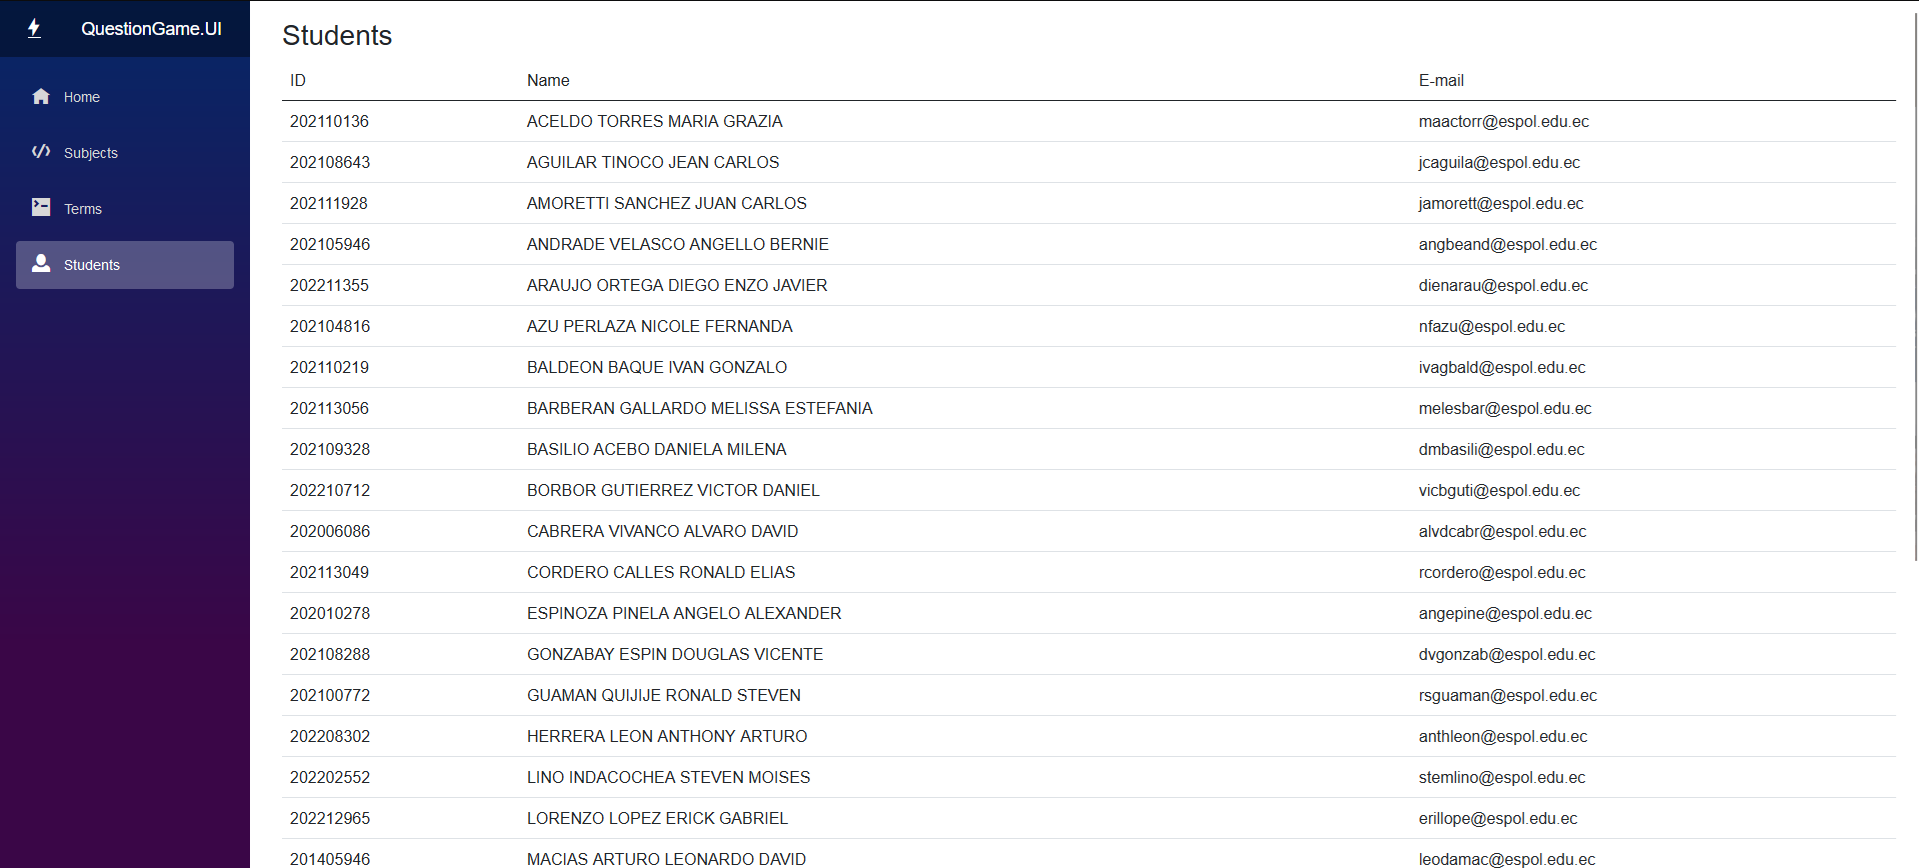 QuestionGame.UI
Home
Subjects
Terms
Students
Students
ID Name E-mail
202110136 ACELDO TORRES MARIA GRAZIA maactorr@espol.edu.ec
202108643 AGUILAR TINOCO JEAN CARLOS jcaguila@espol.edu.ec
202111928 AMORETTI SANCHEZ JUAN CARLOS jamorett@espol.edu.ec
202105946 ANDRADE VELASCO ANGELLO BERNIE angbeand@espol.edu.ec
202211355 ARAUJO ORTEGA DIEGO ENZO JAVIER dienarau@espol.edu.ec
202104816 AZU PERLAZA NICOLE FERNANDA nfazu@espol.edu.ec
202110219 BALDEON BAQUE IVAN GONZALO ivagbald@espol.edu.ec
202113056 BARBERAN GALLARDO MELISSA ESTEFANIA melesbar@espol.edu.ec
202109328 BASILIO ACEBO DANIELA MILENA dmbasili@espol.edu.ec
202210712 BORBOR GUTIERREZ VICTOR DANIEL vicbguti@espol.edu.ec
202006086 CABRERA VIVANCO ALVARO DAVID alvdcabr@espol.edu.ec
202113049 CORDERO CALLES RONALD ELIAS rcordero@espol.edu.ec
202010278 ESPINOZA PINELA ANGELO ALEXANDER angepine@espol.edu.ec
202108288 GONZABAY ESPIN DOUGLAS VICENTE dvgonzab@espol.edu.ec
202100772 GUAMAN QUIJIJE RONALD STEVEN rsguaman@espol.edu.ec
202208302 HERRERA LEON ANTHONY ARTURO anthleon@espol.edu.ec
202202552 LINO INDACOCHEA STEVEN MOISES stemlino@espol.edu.ec
202212965 LORENZO LOPEZ ERICK GABRIEL erillope@espol.edu.ec
201405946 MACIAS ARTURO LEONARDO DAVID leodamac@espol.edu.ec